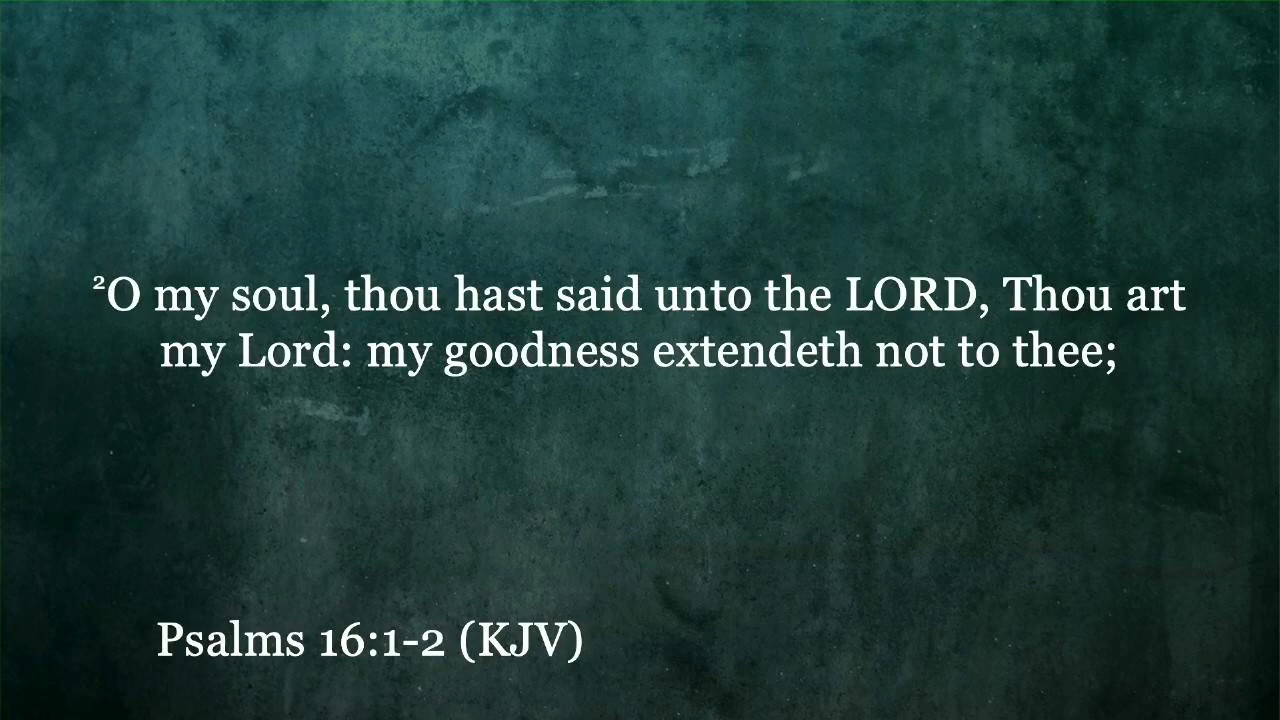 ²O my soul, thou hast said unto the LORD, Thou art
my Lord: my goodness extendeth not to thee;
Psalms 16:1-2 (KJV)